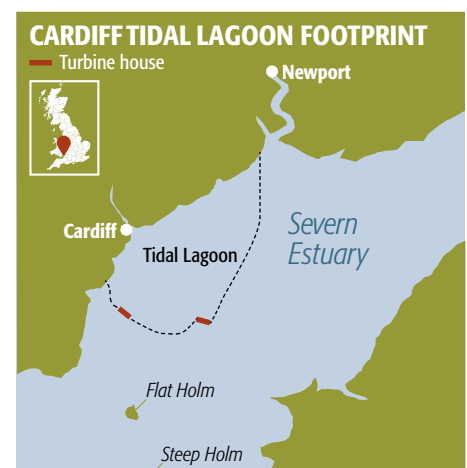 CARDIFF TIDAL LAGOON FOOTPRINT
Turbine house
Newport
Cardiff
Tidal Lagoon
Severn
Estuary
Flat Holm
Steep Holm